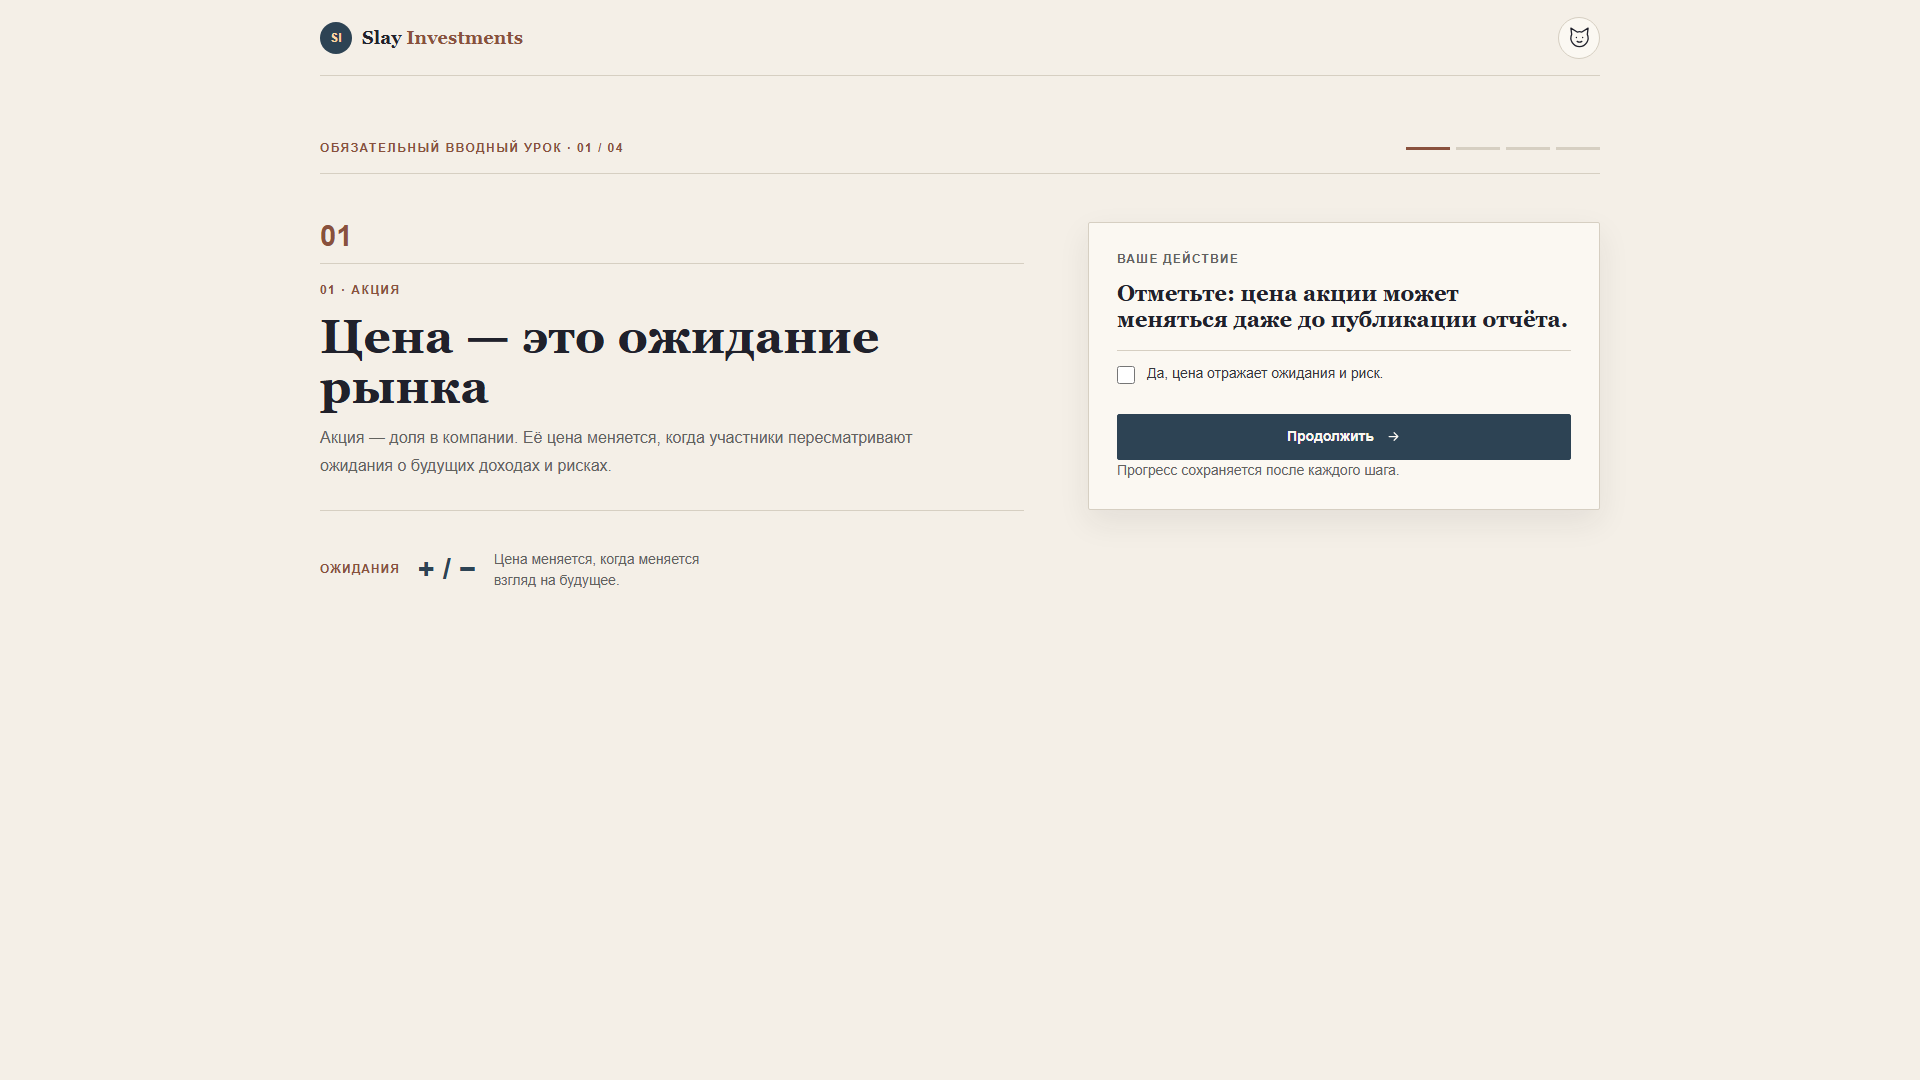 SI
Slay Investments
ОБЯЗАТЕЛЬНЫЙ ВВОДНЫЙ УРОК · 01 / 04
01
01 · АКЦИЯ
Цена — это ожидание
рынка
Акция — доля в компании. Её цена меняется, когда участники пересматривают
ожидания о будущих доходах и рисках.
ОЖИДАНИЯ
+ / −
Цена меняется, когда меняется
взгляд на будущее.
ВАШЕ ДЕЙСТВИЕ
Отметьте: цена акции может
меняться даже до публикации отчёта.
Да, цена отражает ожидания и риск.
Продолжить →
Прогресс сохраняется после каждого шага.